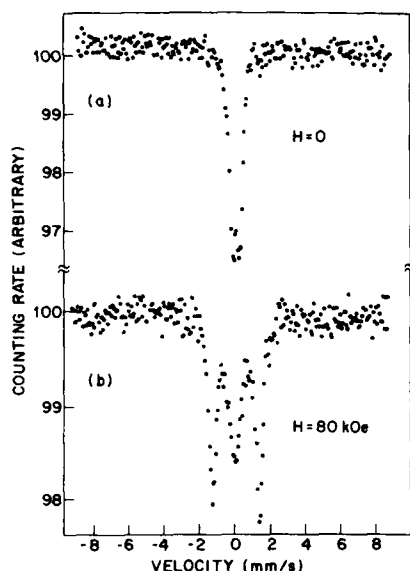 100
99
98
97
(a)
H=0
COUNTING RATE (ARBITRARY)
100
99
98
(b)
H=80 kOe
-8 -6 -4 -2 0 2 4 6 8
VELOCITY (mm/s)